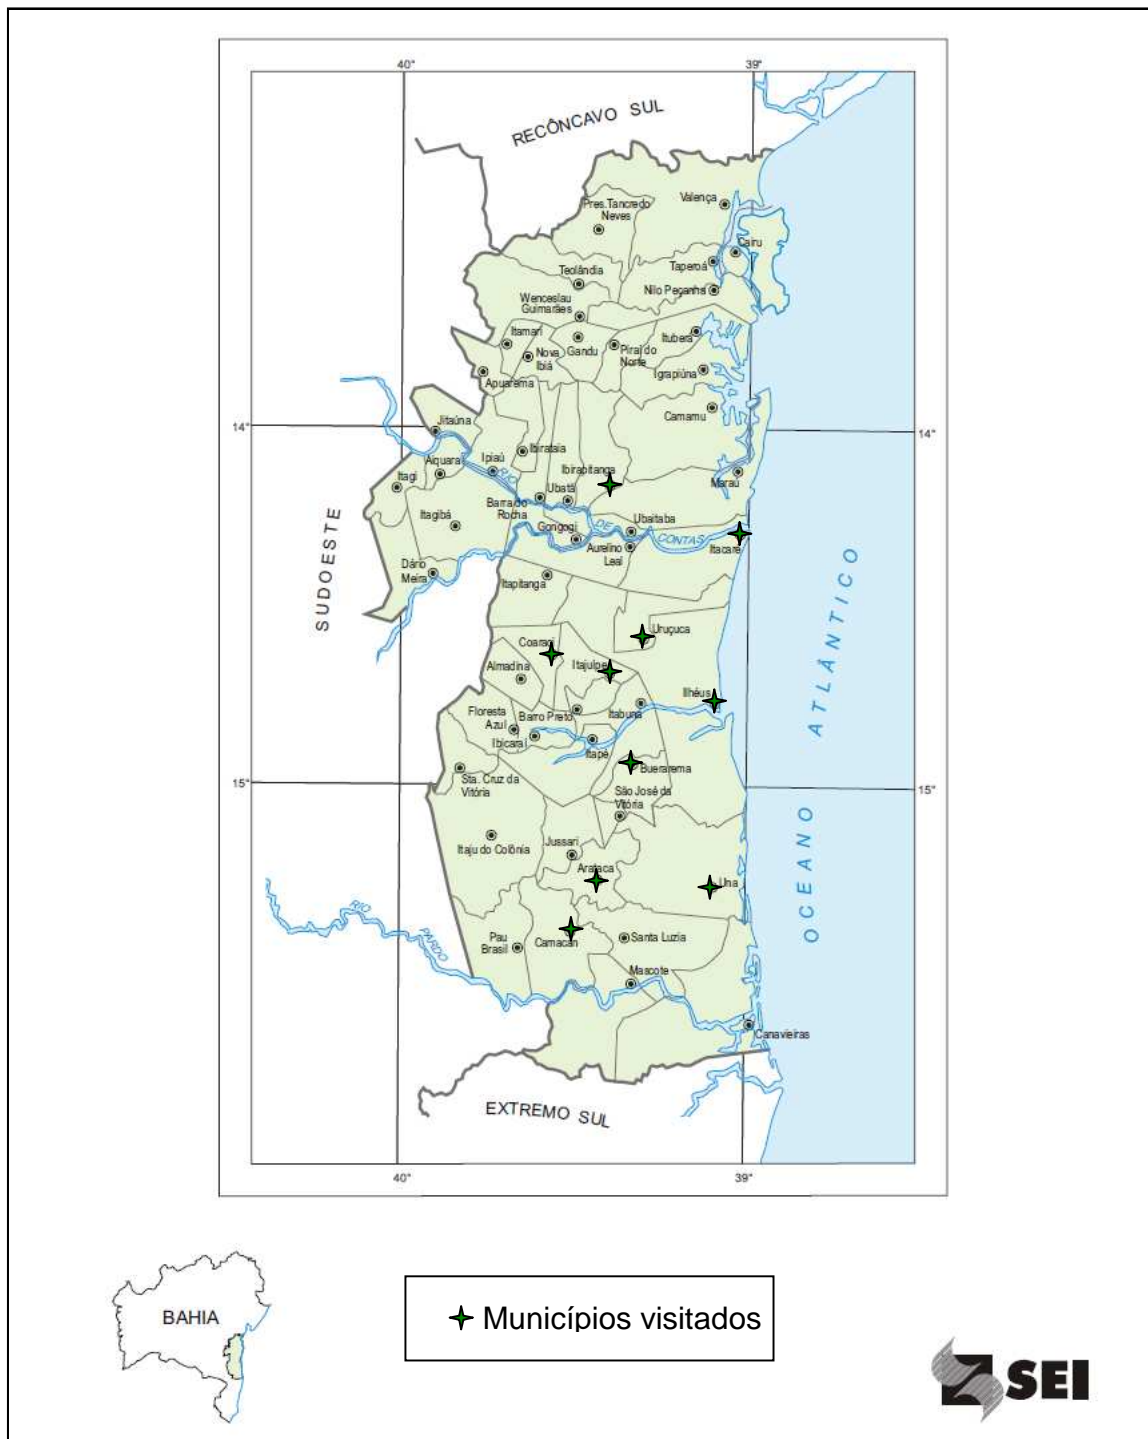 40°
39°
RECÔNCAVO SUL
Valença
Pres.Tancredo
Neves
Cairu
Taperoá
Teolândia
Nilo Peçanha
Wenceslau
Guimarães
Itamari
Ituberá
Gandu
Nova
Ibiá
Piraí do
Norte
Igrapiúna
Apuarema
Camamu
Jitaúna
14°
14°
Ibirataia
Ipiaú
Aiquara
Ibirapitanga
Itagi
Maraú
RIO
Ubatã
Barra do
Rocha
Itagibá
Gongogi
DE
Ubaitaba
CONTAS
Itacaré
Aurelino
Leal
SUDOESTE
Dário
Meira
Itapitanga
Uruçuca
Coaraci
Itajuípe
Almadina
Ilhéus
Floresta
Azul
Barro Preto
Itabuna
Ibicaraí
Itapé
OCEANO ATLÂNTICO
Buerarema
Sta. Cruz da
Vitória
15°
15°
São José da
Vitória
Itaju do Colônia
Jussari
Arataca
Una
RIO
PARDO
Pau
Brasil
Camacan
Santa Luzia
Mascote
Canavieiras
EXTREMO SUL
40°
39°
BAHIA
Municípios visitados
SEI